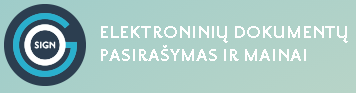 SIGN
ELEKTRONINIŲ DOKUMENTŲ
PASIRAŠYMAS IR MAINAI